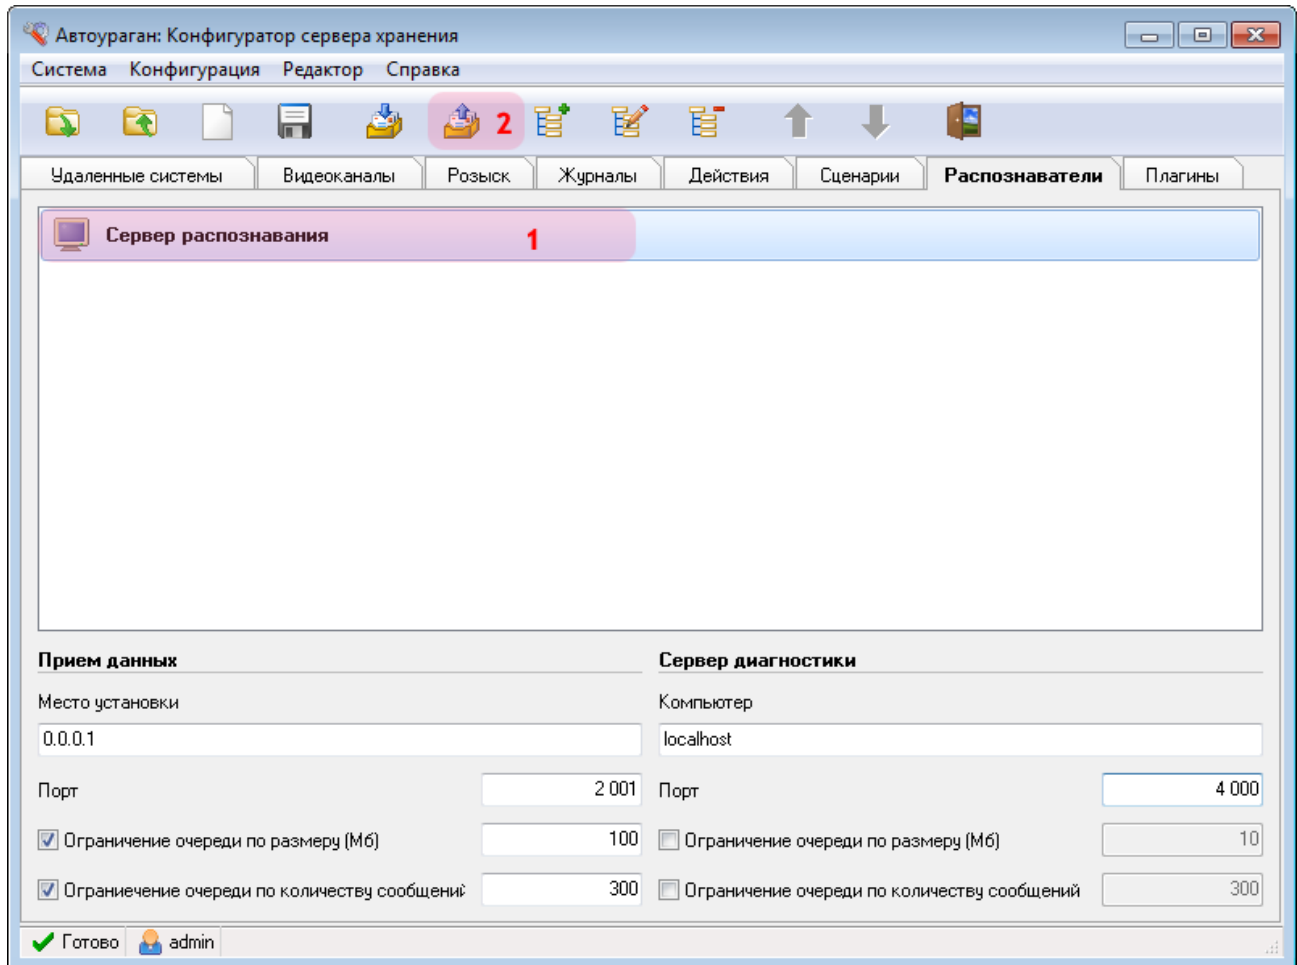 Автоураган: Конфигуратор сервера хранения
Система Конфигурация Редактор Справка
2
Удаленные системы Видеоканалы Розыск Журналы Действия Сценарии Распознаватели Плагины
Сервер распознавания 1
Прием данных Сервер диагностики
Место установки Компьютер
0.0.0.1 localhost
Порт 2 001 Порт 4 000
Ограничение очереди по размеру (Мб) 100 Ограничение очереди по размеру (Мб) 10
Ограниечение очереди по количеству сообщений 300 Ограничение очереди по количеству сообщений 300
Готово admin